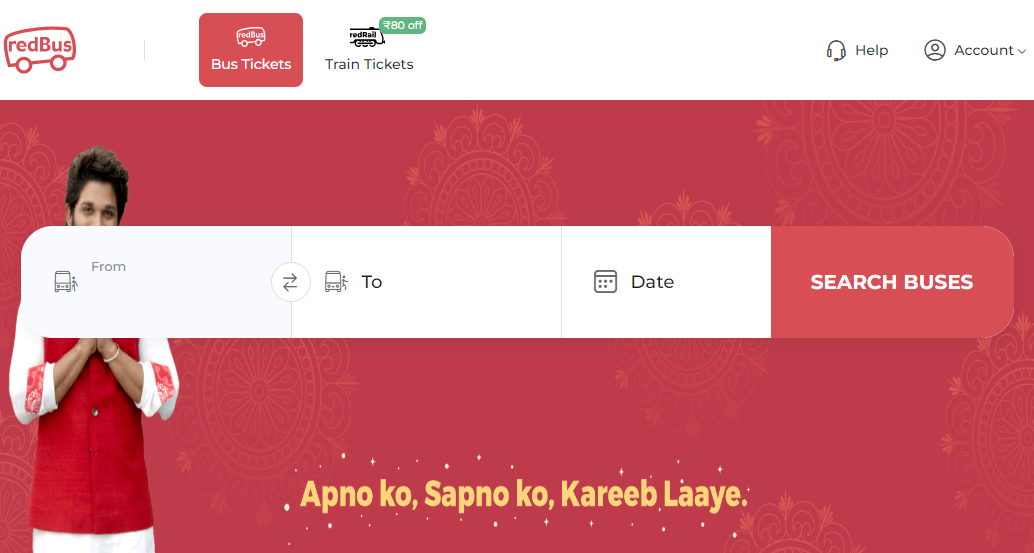 redBus
redBus
Bus Tickets
redRail
₹80 off
Train Tickets
Help
Account
From
To
Date
SEARCH BUSES
Apno ko, Sapno ko, Kareeb Laaye.